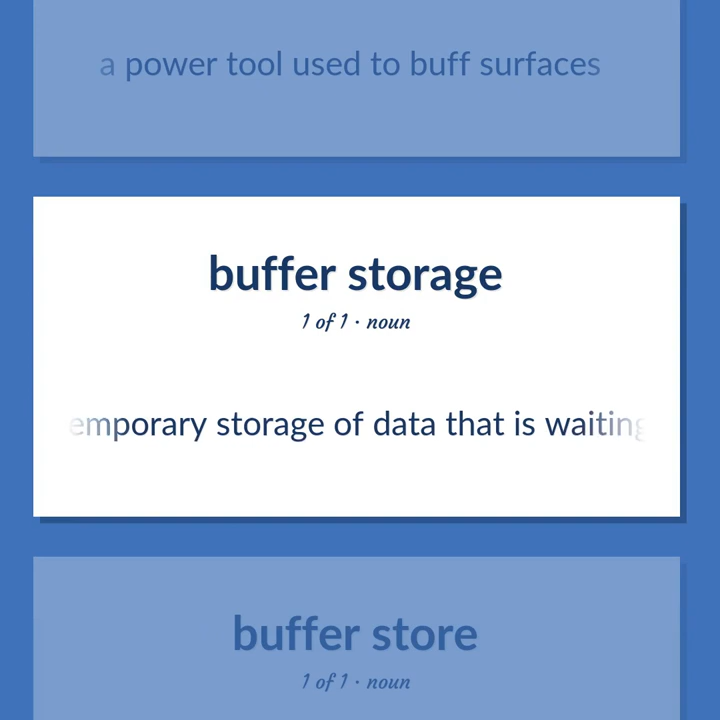 a power tool used to buff surfaces
buffer storage
1 of 1 · noun
emporary storage of data that is waiting
buffer store
1 of 1 · noun